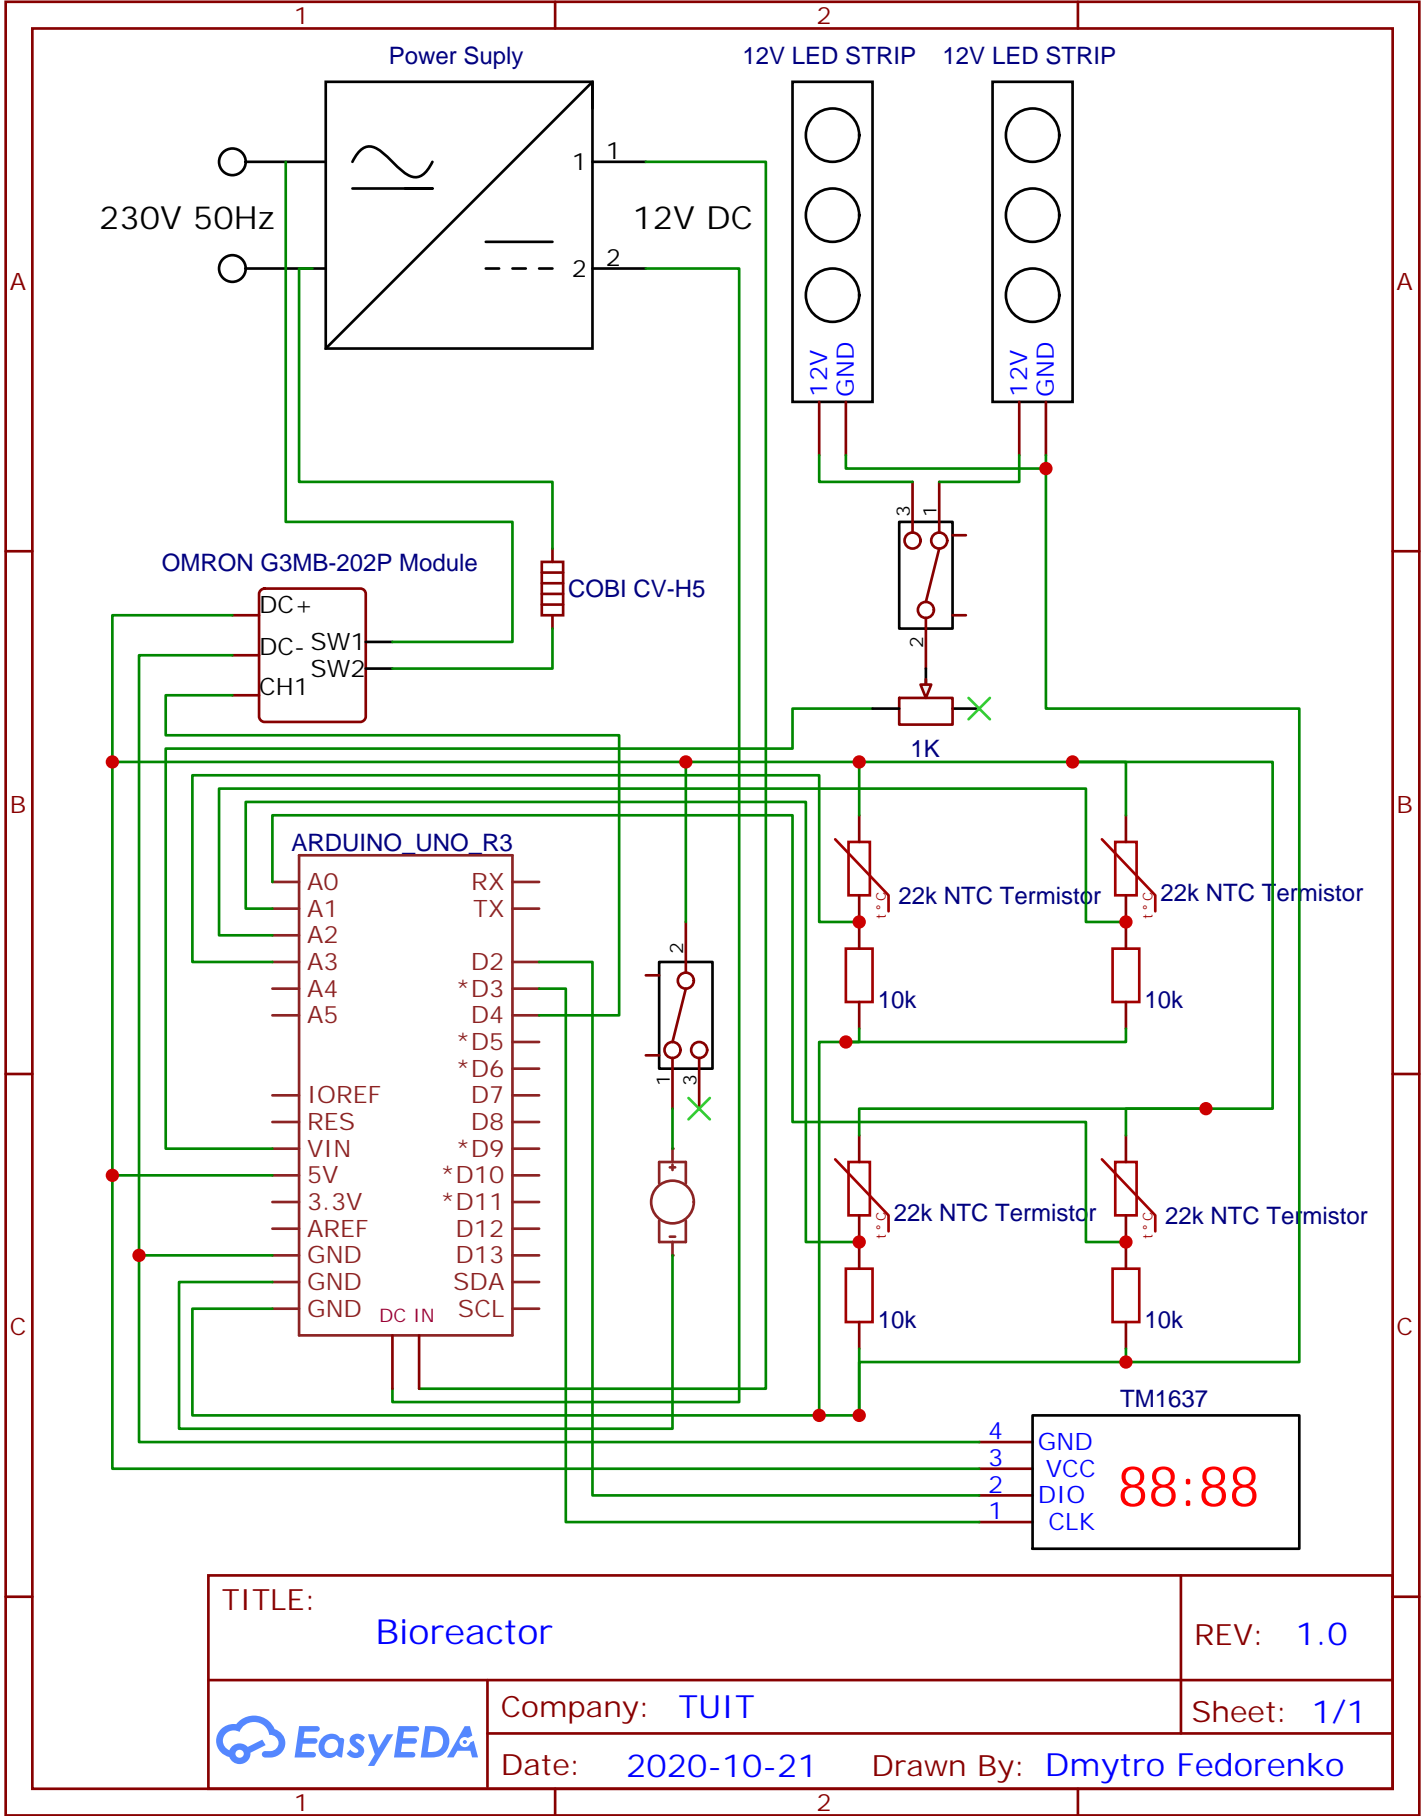 1
2
Power Suply
12V LED STRIP
12V LED STRIP
1
1
230V 50Hz
12V DC
2
2
A
A
12V
GND
12V
GND
3
1
OMRON G3MB-202P Module
COBI CV-H5
DC+
DC-
SW1
SW2
CH1
2
1K
B
B
ARDUINO_UNO_R3
A0
A1
A2
A3
A4
A5
IOREF
RES
VIN
5V
3.3V
AREF
GND
GND
GND
DC IN
RX
TX
D2
*D3
D4
*D5
*D6
D7
D8
*D9
*D10
*D11
D12
D13
SDA
SCL
2
1
3
+
-
t°C
22k NTC Termistor
t°C
22k NTC Termistor
10k
10k
t°C
22k NTC Termistor
t°C
22k NTC Termistor
10k
10k
C
C
TM1637
4
GND
3
VCC
2
DIO
1
CLK
88:88
TITLE:
Bioreactor
REV: 1.0
EasyEDA
Company: TUIT
Sheet: 1/1
Date: 2020-10-21
Drawn By: Dmytro Fedorenko
1
2